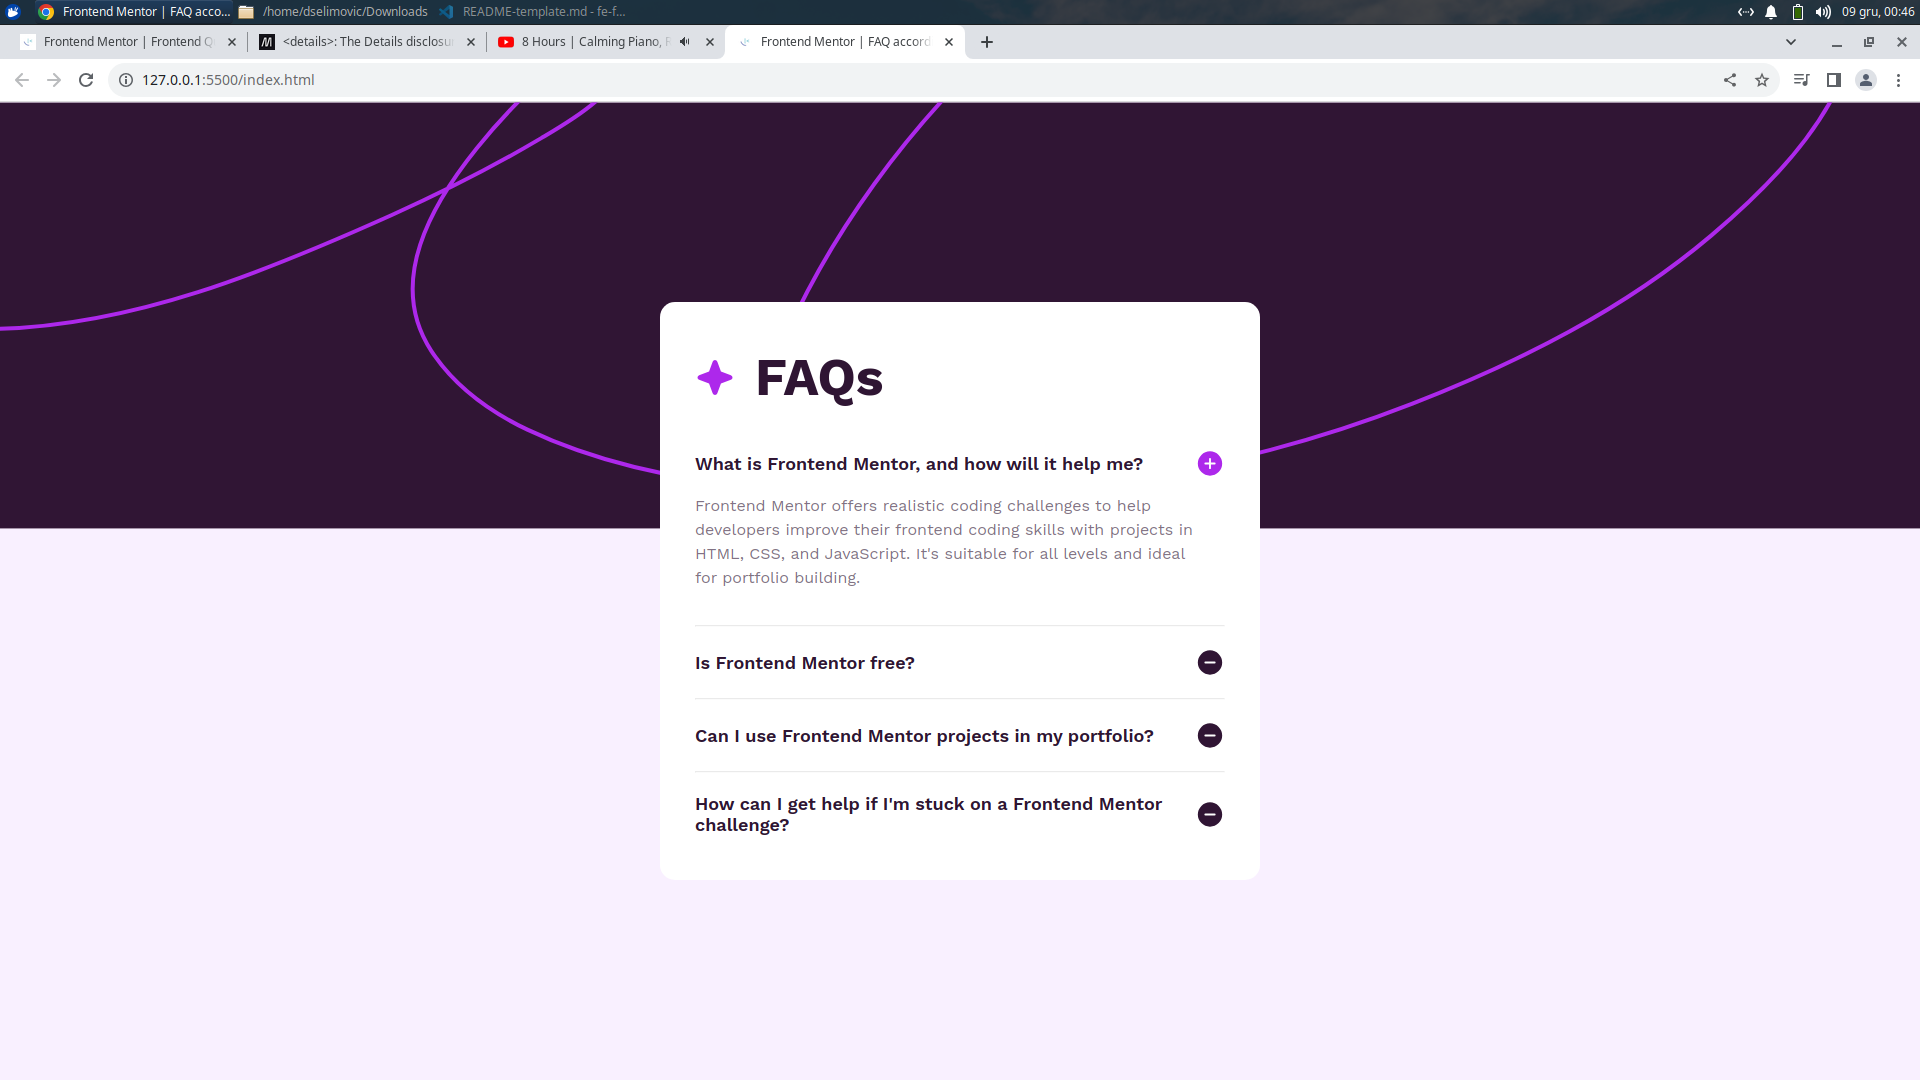 Frontend Mentor | FAQ acco...
/home/dselimovic/Downloads
README-template.md - fe-f...
09 gru, 00:46
Frontend Mentor | Frontend Q
<details>: The Details disclosu
8 Hours | Calming Piano, R
Frontend Mentor | FAQ accord
127.0.0.1:5500/index.html
FAQs
What is Frontend Mentor, and how will it help me?
Frontend Mentor offers realistic coding challenges to help
developers improve their frontend coding skills with projects in
HTML, CSS, and JavaScript. It's suitable for all levels and ideal
for portfolio building.
Is Frontend Mentor free?
Can I use Frontend Mentor projects in my portfolio?
How can I get help if I'm stuck on a Frontend Mentor
challenge?